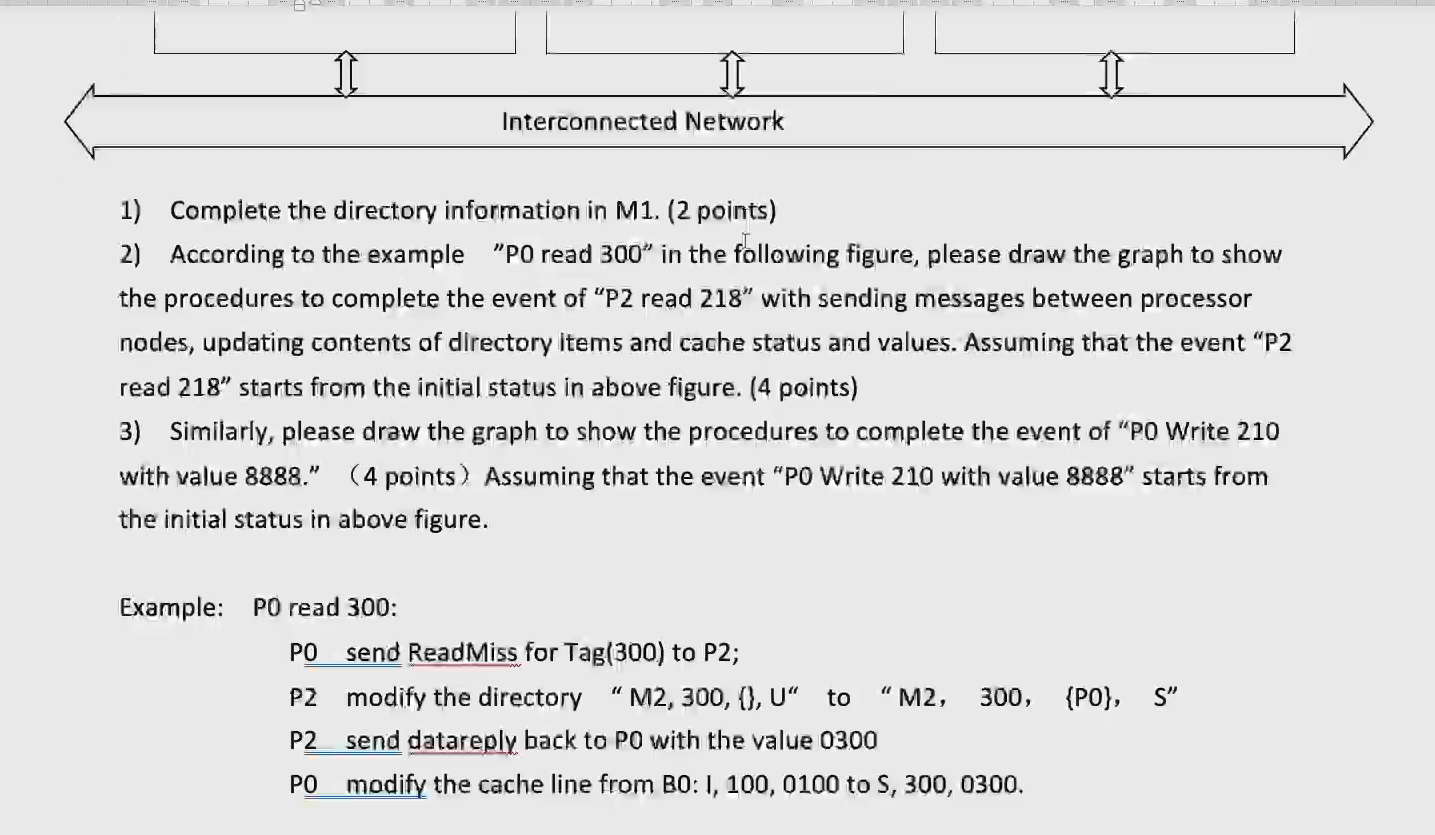 Interconnected Network
1) Complete the directory information in M1. (2 points)
2) According to the example ”P0 read 300” in the following figure, please draw the graph to show
the procedures to complete the event of “P2 read 218” with sending messages between processor
nodes, updating contents of directory items and cache status and values. Assuming that the event “P2
read 218” starts from the initial status in above figure. (4 points)
3) Similarly, please draw the graph to show the procedures to complete the event of “P0 Write 210
with value 8888.” （4 points） Assuming that the event “P0 Write 210 with value 8888” starts from
the initial status in above figure.
Example: P0 read 300:
P0 send ReadMiss for Tag(300) to P2;
P2 modify the directory “ M2, 300, {}, U“ to “ M2， 300， {P0}， S”
P2 send datareply back to P0 with the value 0300
P0 modify the cache line from B0: I, 100, 0100 to S, 300, 0300.